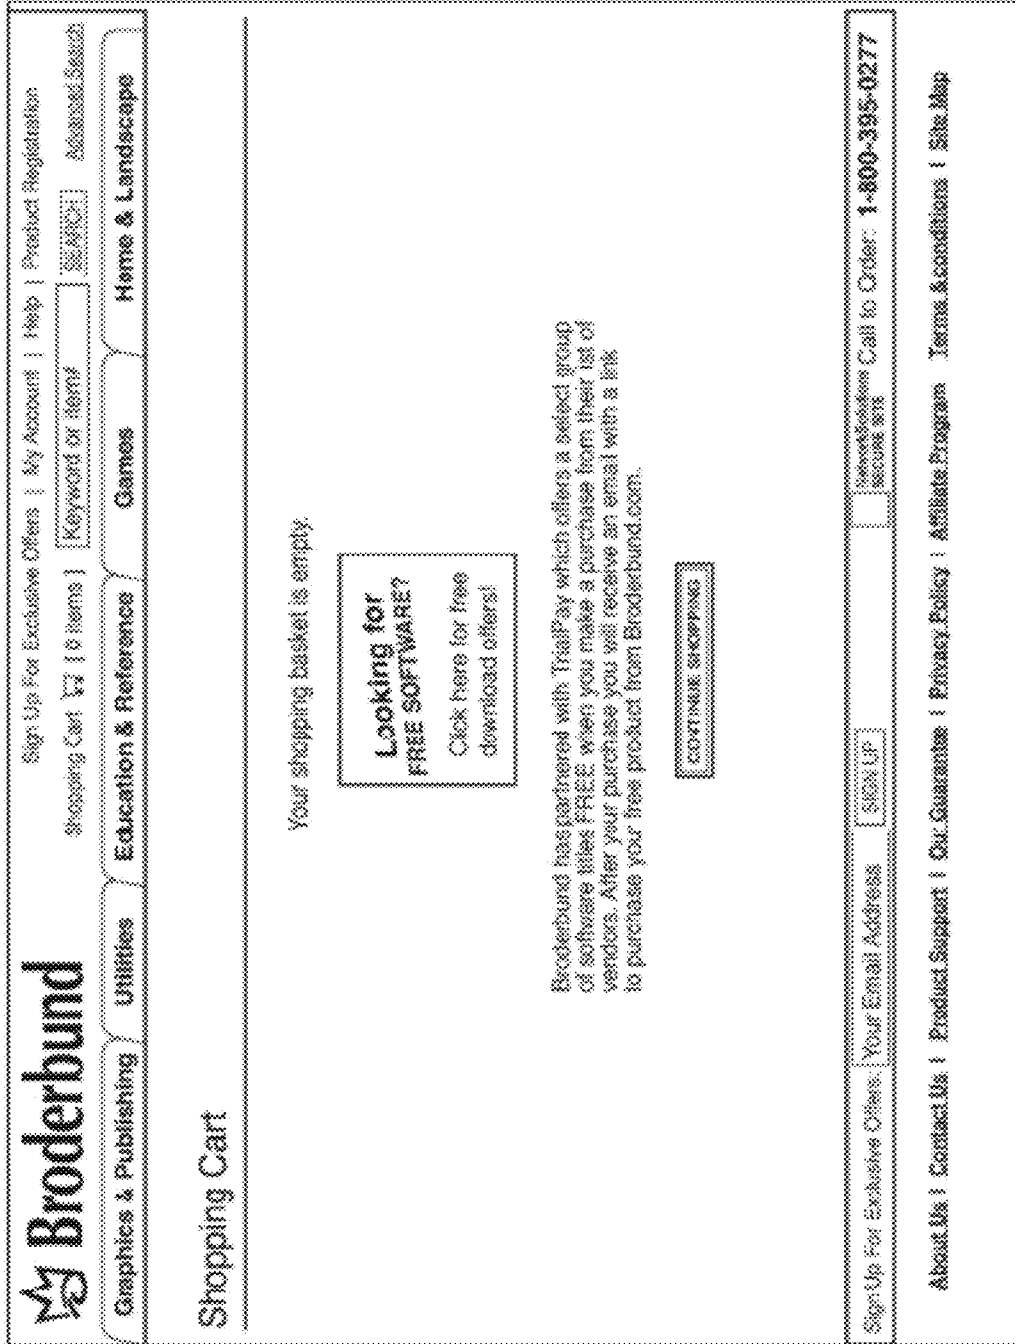 Broderbund
Sign Up For Exclusive Offers | My Account | Help | Product Registration
Shopping Cart [ 0 items ] Keyword or item# SEARCH Advanced Search
Graphics & Publishing Utilities Education & Reference Games Home & Landscape
Shopping Cart
Your shopping basket is empty.
Looking for
FREE SOFTWARE?
Click here for free
download offers!
Broderbund has partnered with TrialPay which offers a select group
of software titles FREE when you make a purchase from their list of
vendors. After your purchase you will receive an email with a link
to purchase your free product from Broderbund.com.
COVTINUE SHOPPING
Sign Up For Exclusive Offers: Your Email Address SIGN UP SECURE SITE Call to Order: 1-800-395-0277
About Us | Contact Us | Product Support | Our Guarantee | Privacy Policy | Affiliate Program Terms & conditions | Site Map